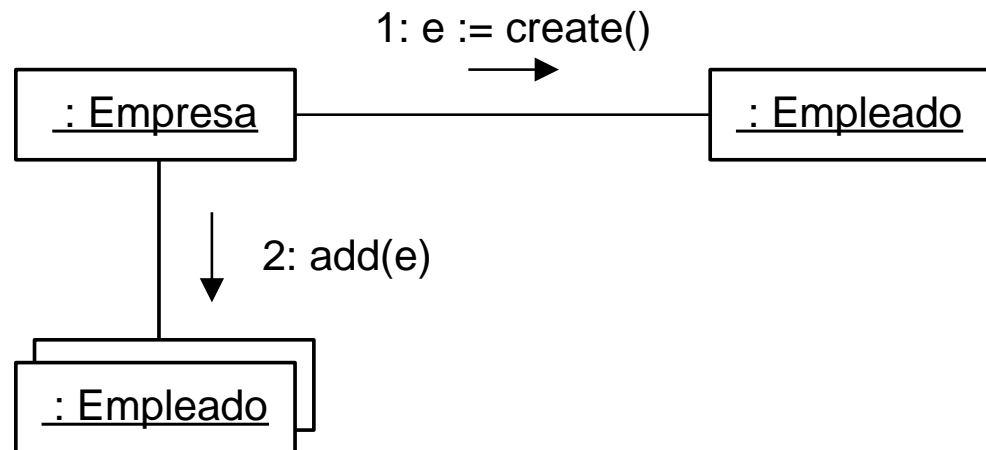 1: e := create()
: Empresa
: Empleado
2: add(e)
: Empleado